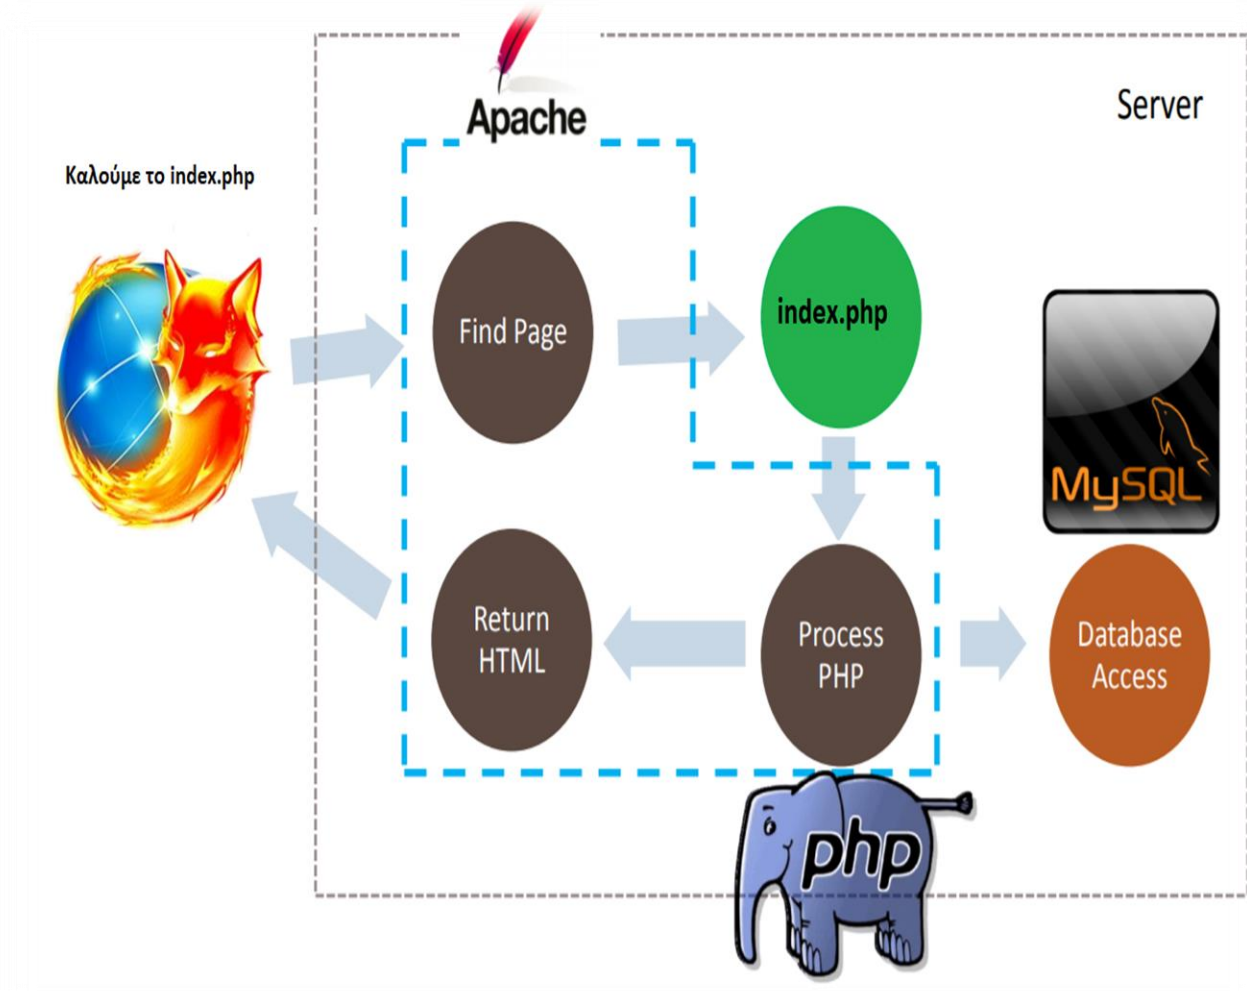 Apache
Server
Καλούμε το index.php
Find Page
index.php
MySQL
Return
HTML
Process
PHP
Database
Access
php